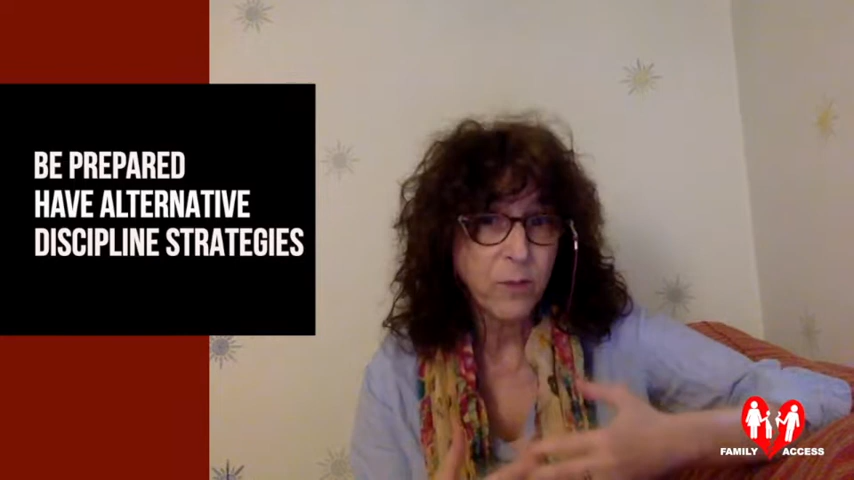 BE PREPARED
HAVE ALTERNATIVE
DISCIPLINE STRATEGIES
FAMILY ACCESS